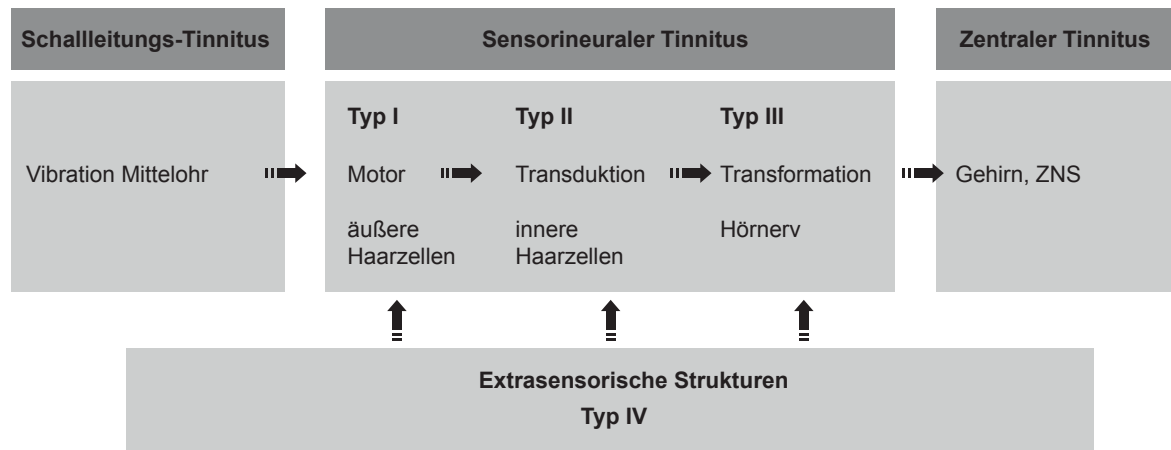 Schallleitungs-Tinnitus
Sensorineuraler Tinnitus
Zentraler Tinnitus
Vibration Mittelohr
Typ I
Motor
äußere
Haarzellen
Typ II
Transduktion
innere
Haarzellen
Typ III
Transformation
Hörnerv
Gehirn, ZNS
Extrasensorische Strukturen
Typ IV